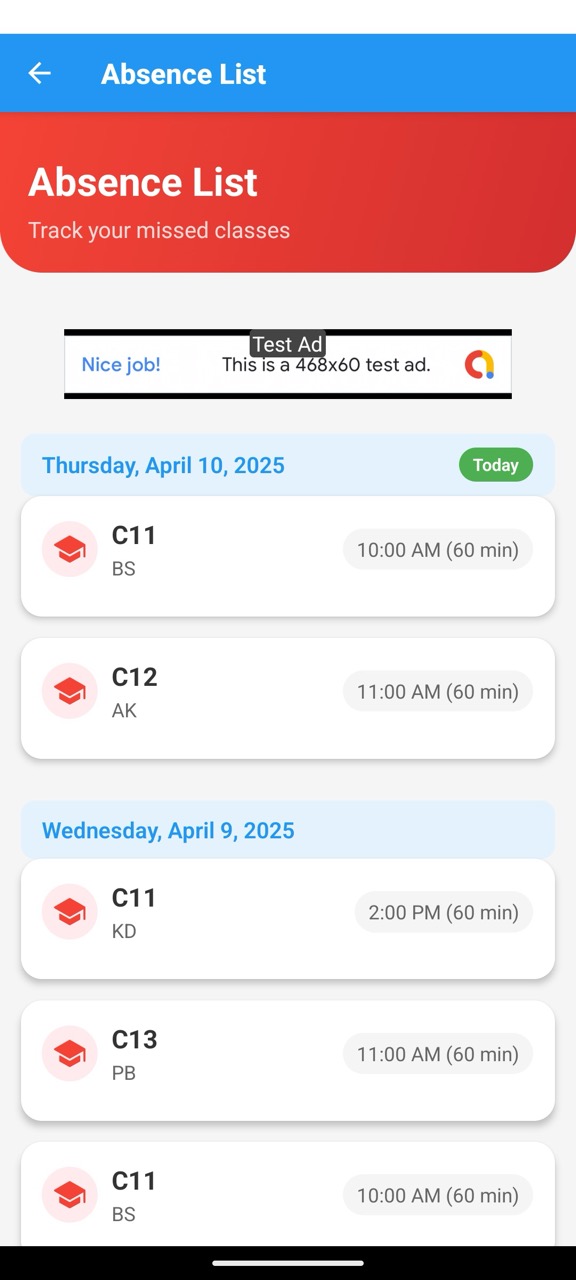 Absence List
Absence List
Track your missed classes
Test Ad
Nice job! This is a 468x60 test ad.
Thursday, April 10, 2025 Today
C11
BS
10:00 AM (60 min)
C12
AK
11:00 AM (60 min)
Wednesday, April 9, 2025
C11
KD
2:00 PM (60 min)
C13
PB
11:00 AM (60 min)
C11
BS
10:00 AM (60 min)